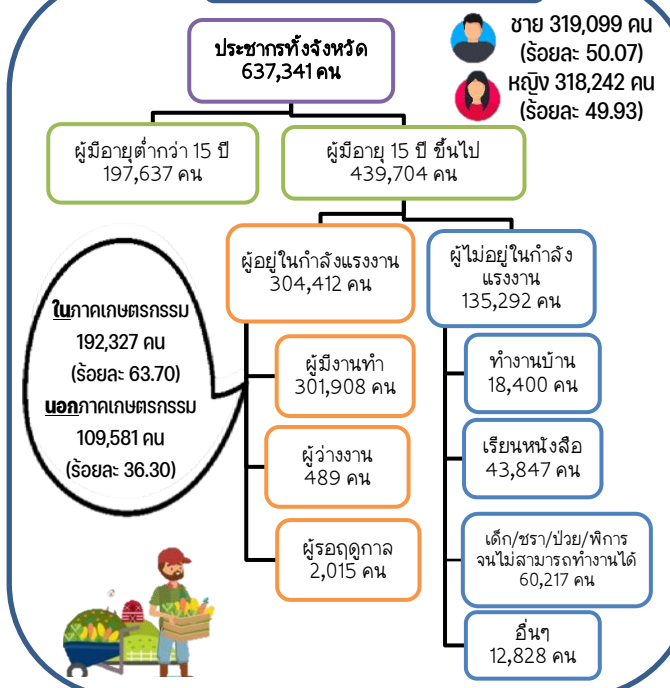 ประชากรทั้งจังหวัด
637,341 คน
ชาย 319,099 คน
(ร้อยละ 50.07)
หญิง 318,242 คน
(ร้อยละ 49.93)
ผู้มีอายุต่ำกว่า 15 ปี
197,637 คน
ผู้มีอายุ 15 ปี ขึ้นไป
439,704 คน
ผู้อยู่ในกำลังแรงงาน
304,412 คน
ผู้ไม่อยู่ในกำลัง
แรงงาน
135,292 คน
ในภาคเกษตรกรรม
192,327 คน
(ร้อยละ 63.70)
นอกภาคเกษตรกรรม
109,581 คน
(ร้อยละ 36.30)
ผู้มีงานทำ
301,908 คน
ผู้ว่างงาน
489 คน
ผู้รอฤดูกาล
2,015 คน
ทำงานบ้าน
18,400 คน
เรียนหนังสือ
43,847 คน
เด็ก/ชรา/ป่วย/พิการ
จนไม่สามารถทำงานได้
60,217 คน
อื่นๆ
12,828 คน